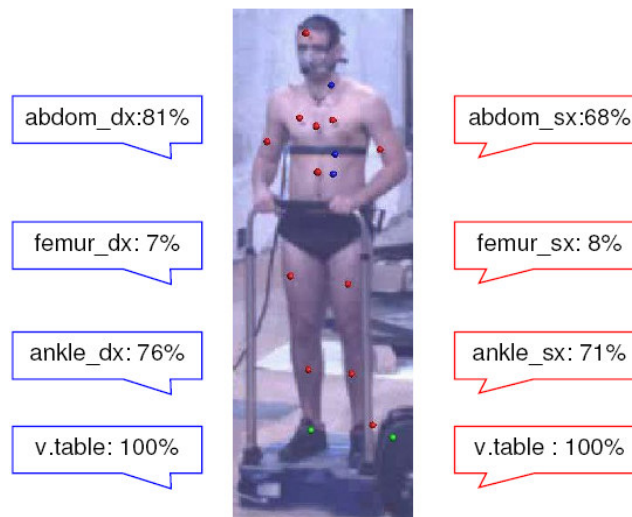 abdom_dx:81%
abdom_sx:68%
femur_dx: 7%
femur_sx: 8%
ankle_dx: 76%
ankle_sx: 71%
v.table: 100%
v.table : 100%